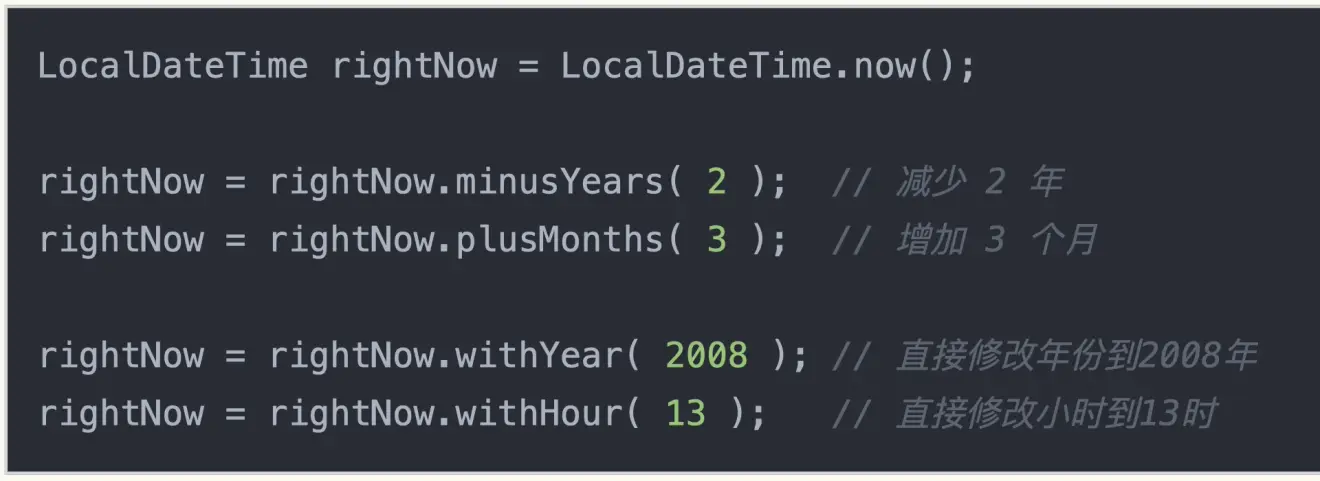 LocalDateTime rightNow = LocalDateTime.now();
rightNow = rightNow.minusYears( 2 );  // 减少 2 年
rightNow = rightNow.plusMonths( 3 );  // 增加 3 个月
rightNow = rightNow.withYear( 2008 ); // 直接修改年份到2008年
rightNow = rightNow.withHour( 13 );   // 直接修改小时到13时